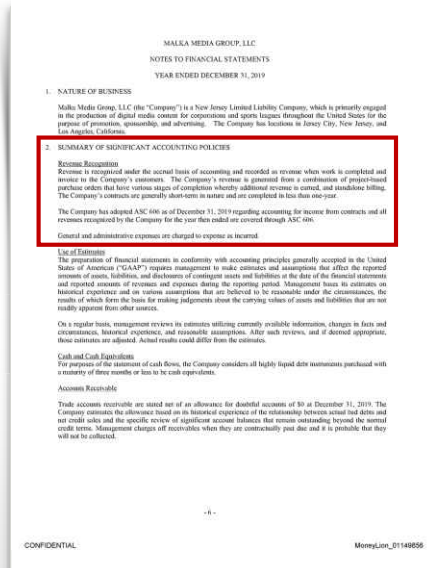 MALKA MEDIA GROUP, LLC
NOTES TO FINANCIAL STATEMENTS
YEAR ENDED DECEMBER 31, 2019
1. NATURE OF BUSINESS
Malka Media Group, LLC (the "Company") is a New Jersey Limited Liability Company, which is primarily engaged
in the production of digital media content for corporations and sports leagues throughout the United States for the
purpose of promotion, sponsorship, and advertising. The Company has locations in Jersey City, New Jersey, and
Los Angeles, California.
2. SUMMARY OF SIGNIFICANT ACCOUNTING POLICIES
Revenue Recognition
Revenue is recognized under the accrual basis of accounting and recorded as revenue when work is completed and
invoice to the Company's customers. The Company's revenue is generated from a combination of project-based
purchase orders that have various stages of completion whereby additional revenue is earned, and standalone billing.
The Company's contracts are generally short-term in nature and are completed in less than one-year.
The Company has adopted ASC 606 as of December 31, 2019 regarding accounting for income from contracts and all
revenues recognized by the Company for the year then ended are covered through ASC 606.
General and administrative expenses are charged to expense as incurred.
Use of Estimates
The preparation of financial statements in conformity with accounting principles generally accepted in the United
States of American ("GAAP") requires management to make estimates and assumptions that affect the reported
amounts of assets, liabilities, and disclosures of contingent assets and liabilities at the date of the financial statements
and reported amounts of revenues and expenses during the reporting period. Management bases its estimates on
historical experience and on various assumptions that are believed to be reasonable under the circumstances, the
results of which form the basis for making judgements about the carrying values of assets and liabilities that are not
readily apparent from other sources.
On a regular basis, management reviews its estimates utilizing currently available information, changes in facts and
circumstances, historical experience, and reasonable assumptions. After such reviews, and if deemed appropriate,
those estimates are adjusted. Actual results could differ from the estimates.
Cash and Cash Equivalents
For purposes of the statement of cash flows, the Company considers all highly liquid debt instruments purchased with
a maturity of three months or less to be cash equivalents.
Accounts Receivable
Trade accounts receivable are stated net of an allowance for doubtful accounts of $0 at December 31, 2019. The
Company estimates the allowance based on its historical experience of the relationship between actual bad debts and
net credit sales and the specific review of significant account balances that remain outstanding beyond the normal
credit terms. Management charges off receivables when they are contractually past due and it is probable that they
will not be collected.
- 6 -
CONFIDENTIAL
MoneyLion_01149856